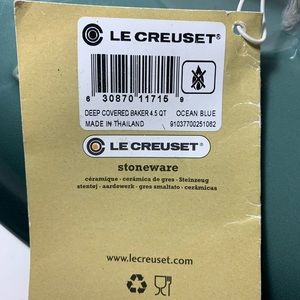 LE CREUSET®
6 30870 11715 9
DEEP COVERED BAKER 4.5 QT OCEAN BLUE
MADE IN THAILAND 91037700251062
LE CREUSET®
stoneware
céramique - cerámica de gres - Steinzeug
stentøj - aardewerk - gres smaltato - cerâmicas
www.lecreuset.com